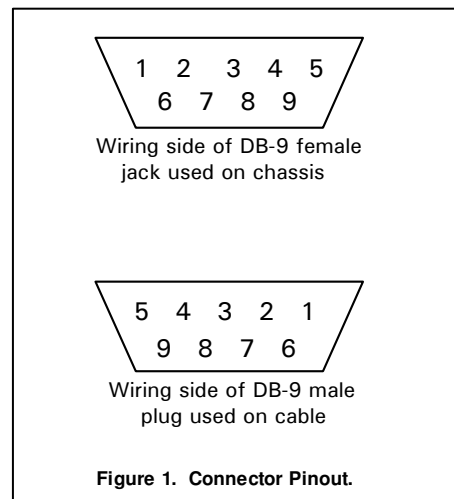 1 2 3 4 5
6 7 8 9
Wiring side of DB-9 female
jack used on chassis
5 4 3 2 1
9 8 7 6
Wiring side of DB-9 male
plug used on cable
Figure 1. Connector Pinout.